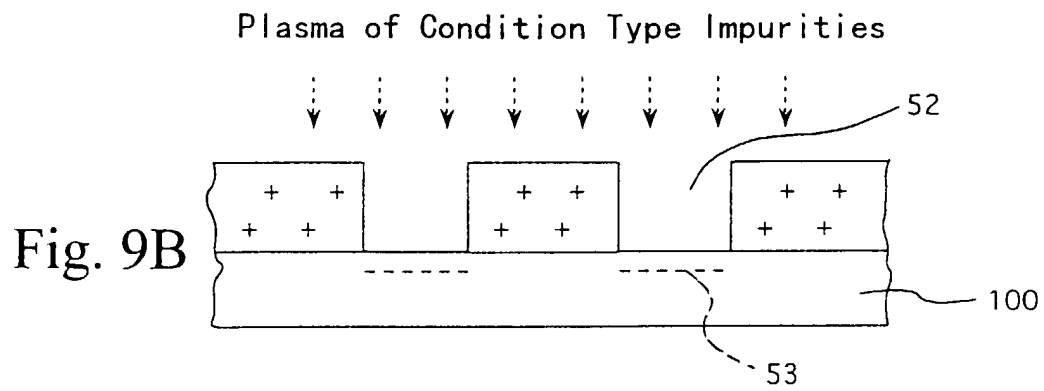 Plasma of Condition Type Impurities
52
+ + + + + +
+ + + + + +
Fig. 9B
100
53